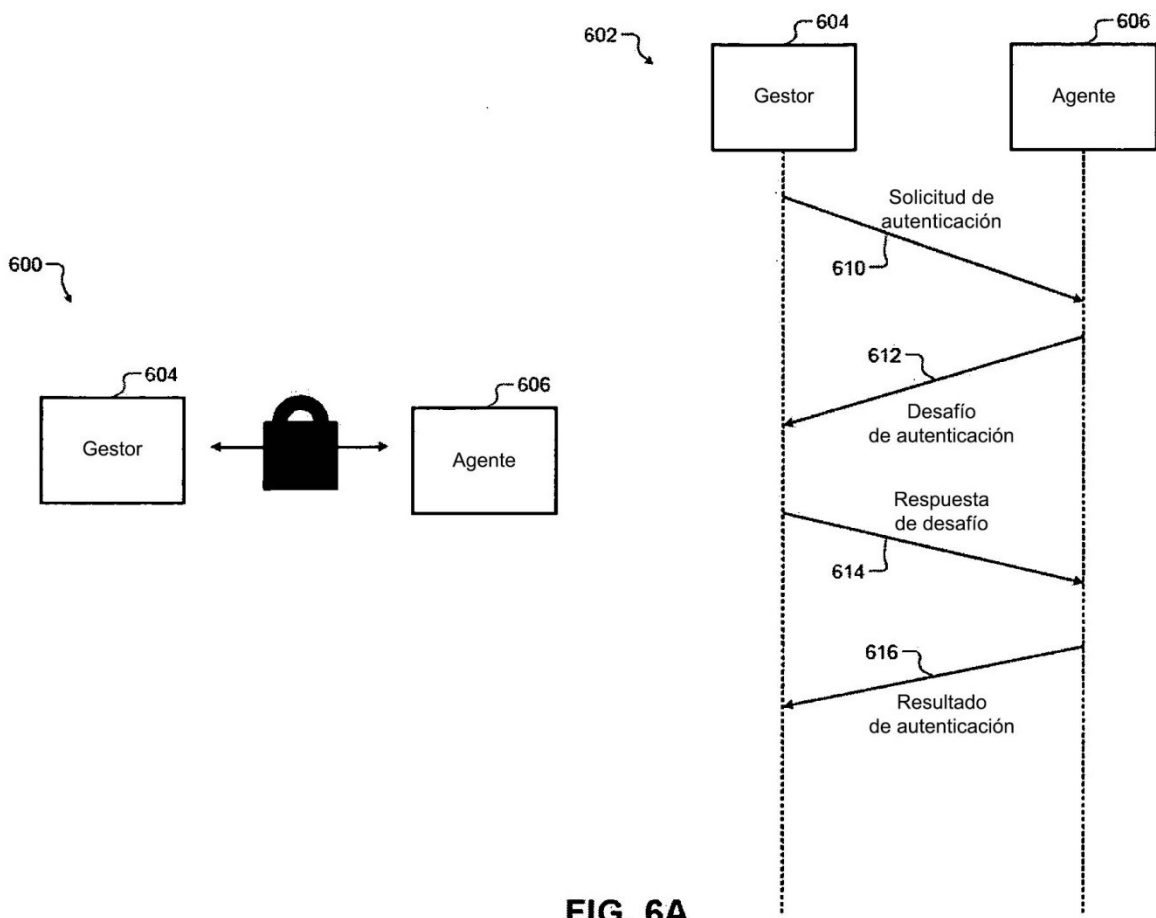 600
604
Gestor
606
Agente
602
604
Gestor
606
Agente
Solicitud de
autenticación
610
612
Desafío
de autenticación
Respuesta
de desafío
614
616
Resultado
de autenticación
FIG. 6A